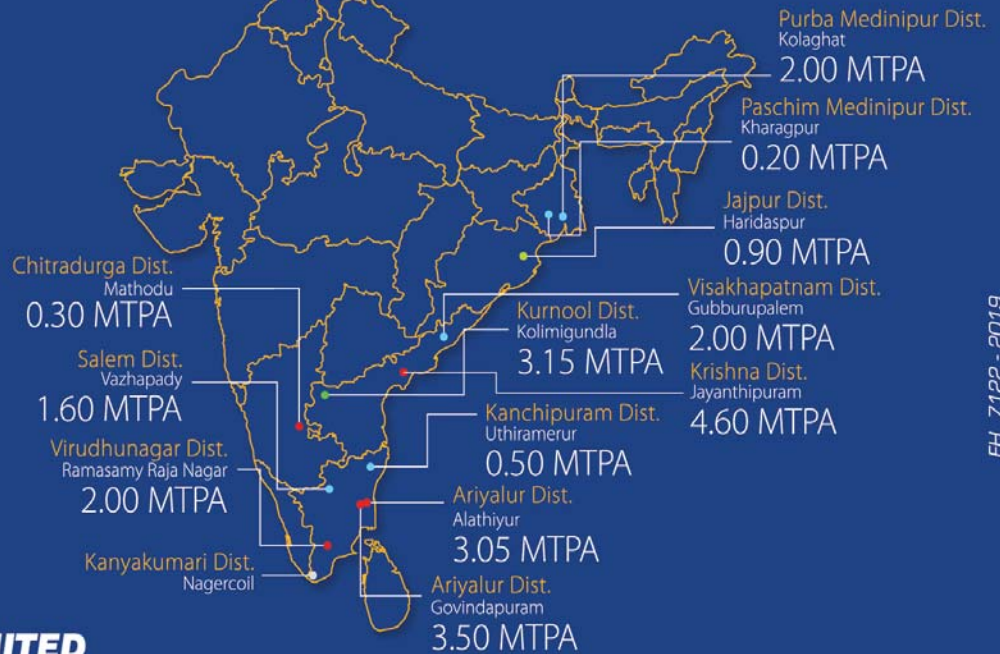 Purba Medinipur Dist.
Kolaghat
2.00 MTPA
Paschim Medinipur Dist.
Kharagpur
0.20 MTPA
Jajpur Dist.
Haridaspur
0.90 MTPA
Visakhapatnam Dist.
Gubburupalem
2.00 MTPA
Kurnool Dist.
Kolimigundla
3.15 MTPA
Krishna Dist.
Jayanthipuram
4.60 MTPA
Kanchipuram Dist.
Uthiramerur
0.50 MTPA
Ariyalur Dist.
Alathiyur
3.05 MTPA
Ariyalur Dist.
Govindapuram
3.50 MTPA
Chitradurga Dist.
Mathodu
0.30 MTPA
Salem Dist.
Vazhapady
1.60 MTPA
Virudhunagar Dist.
Ramasamy Raja Nagar
2.00 MTPA
Kanyakumari Dist.
Nagercoil